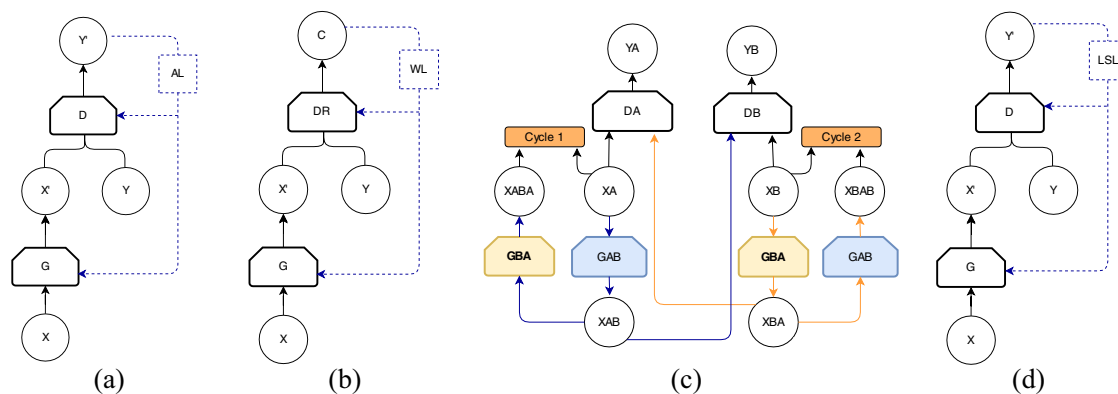 Y'
AL
D
X'
Y
G
X
(a)
C
WL
DR
X'
Y
G
X
(b)
YA
YB
DA
DB
Cycle 1
Cycle 2
XABA
XA
XB
XBAB
GBA
GAB
GBA
GAB
XAB
XBA
(c)
Y'
LSL
D
X'
Y
G
X
(d)